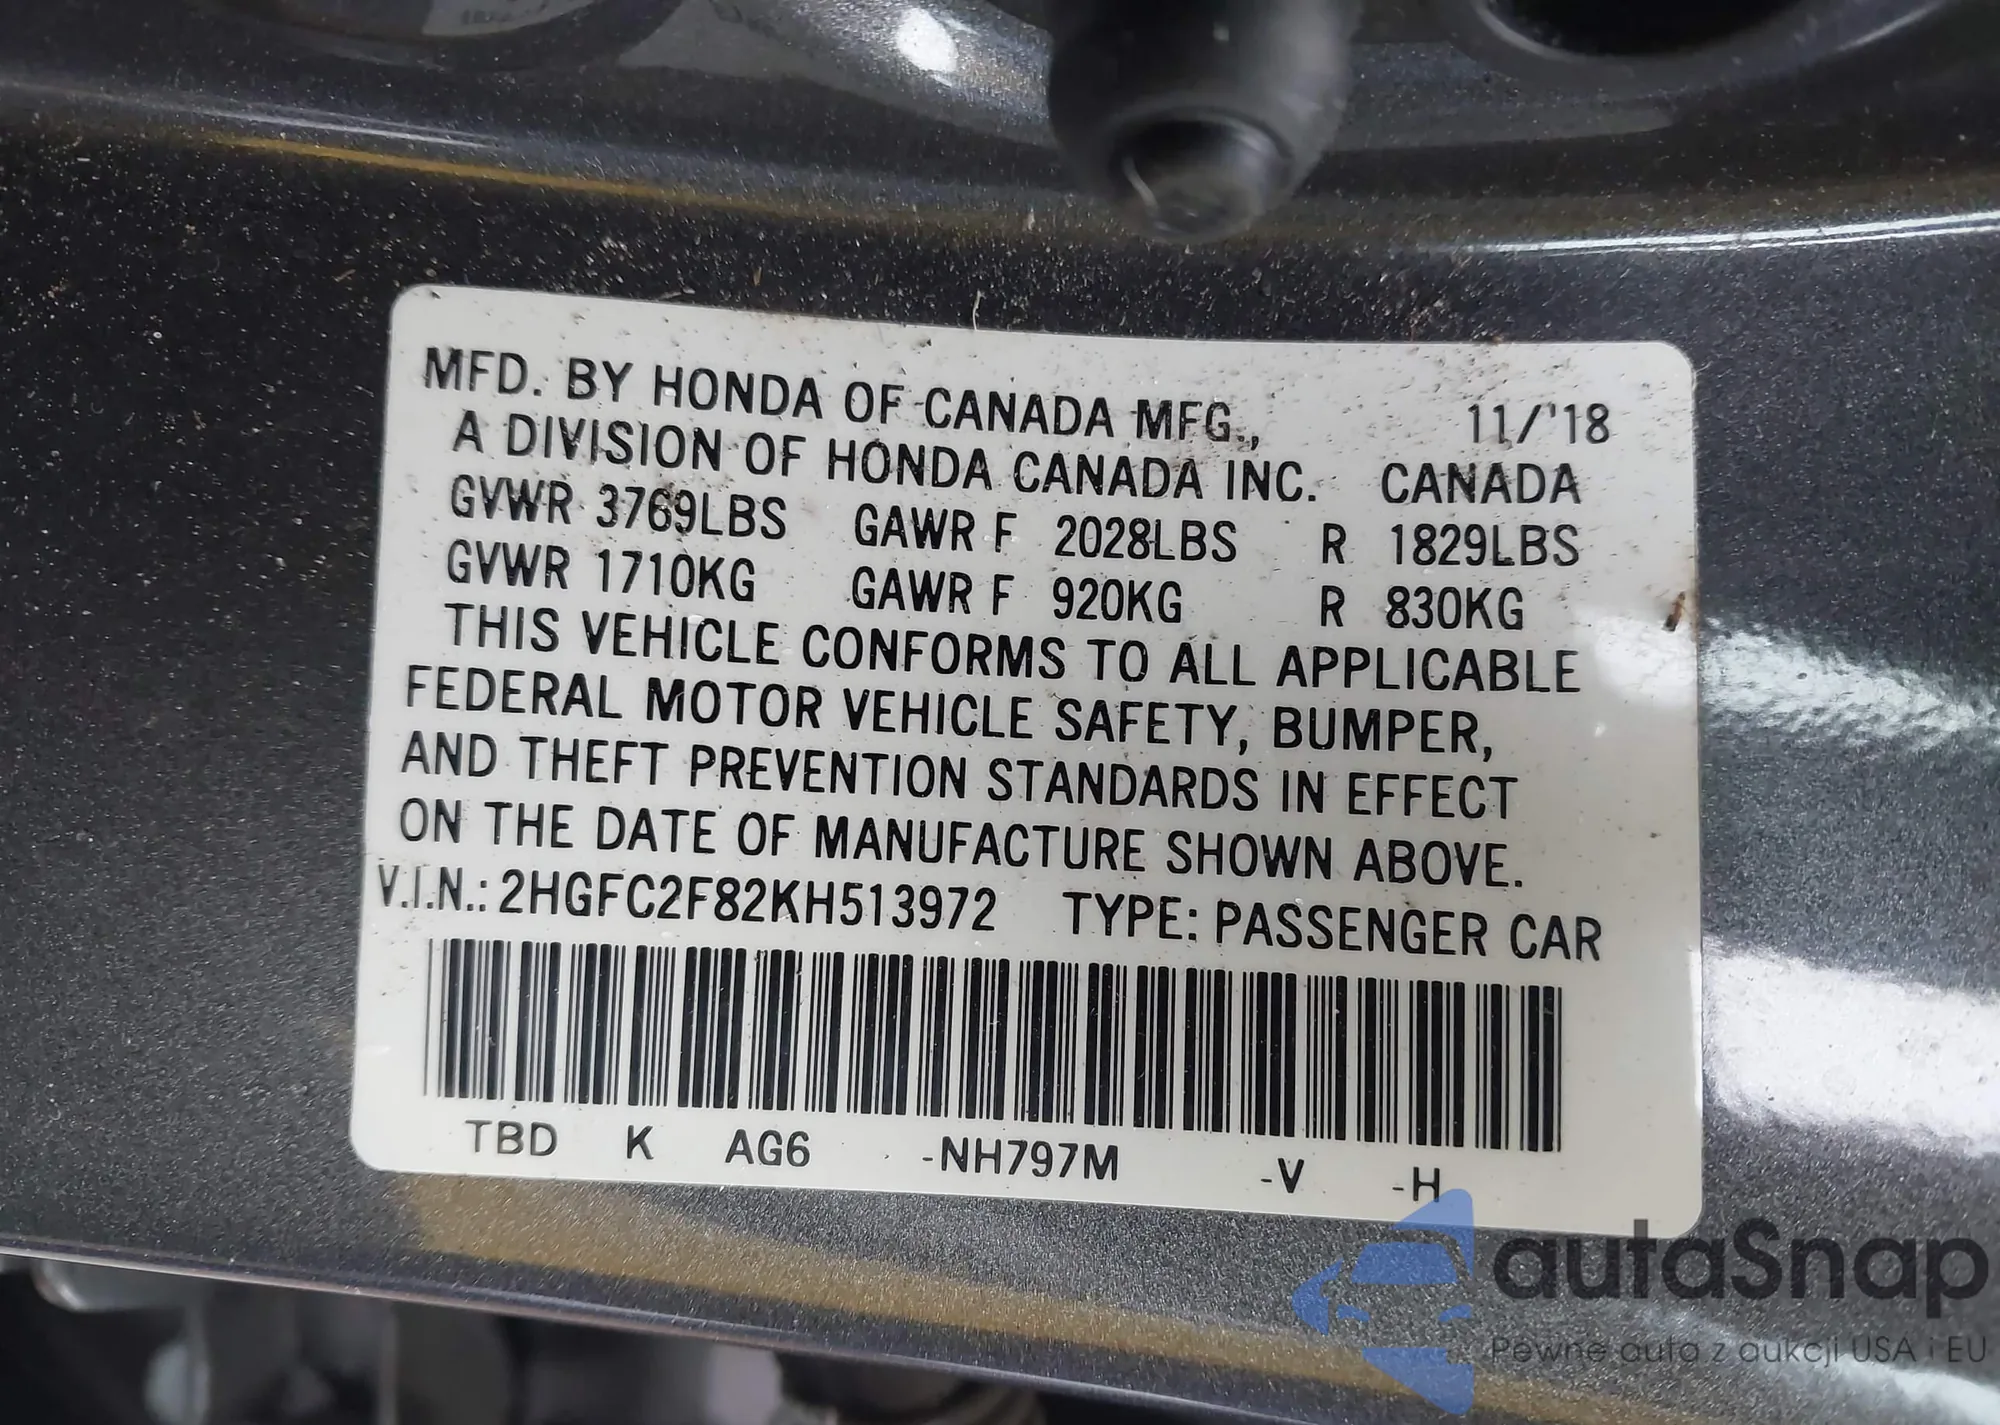 MFD. BY HONDA OF CANADA MFG., 11/'18
A DIVISION OF HONDA CANADA INC. CANADA
GVWR 3769LBS GAWR F 2028LBS R 1829LBS
GVWR 1710KG GAWR F 920KG R 830KG
THIS VEHICLE CONFORMS TO ALL APPLICABLE
FEDERAL MOTOR VEHICLE SAFETY, BUMPER,
AND THEFT PREVENTION STANDARDS IN EFFECT
ON THE DATE OF MANUFACTURE SHOWN ABOVE.
V.I.N.: 2HGFC2F82KH513972 TYPE: PASSENGER CAR
TBD K AG6 -NH797M -V -H
autaSnap
Pewne auta z aukcji USA i EU